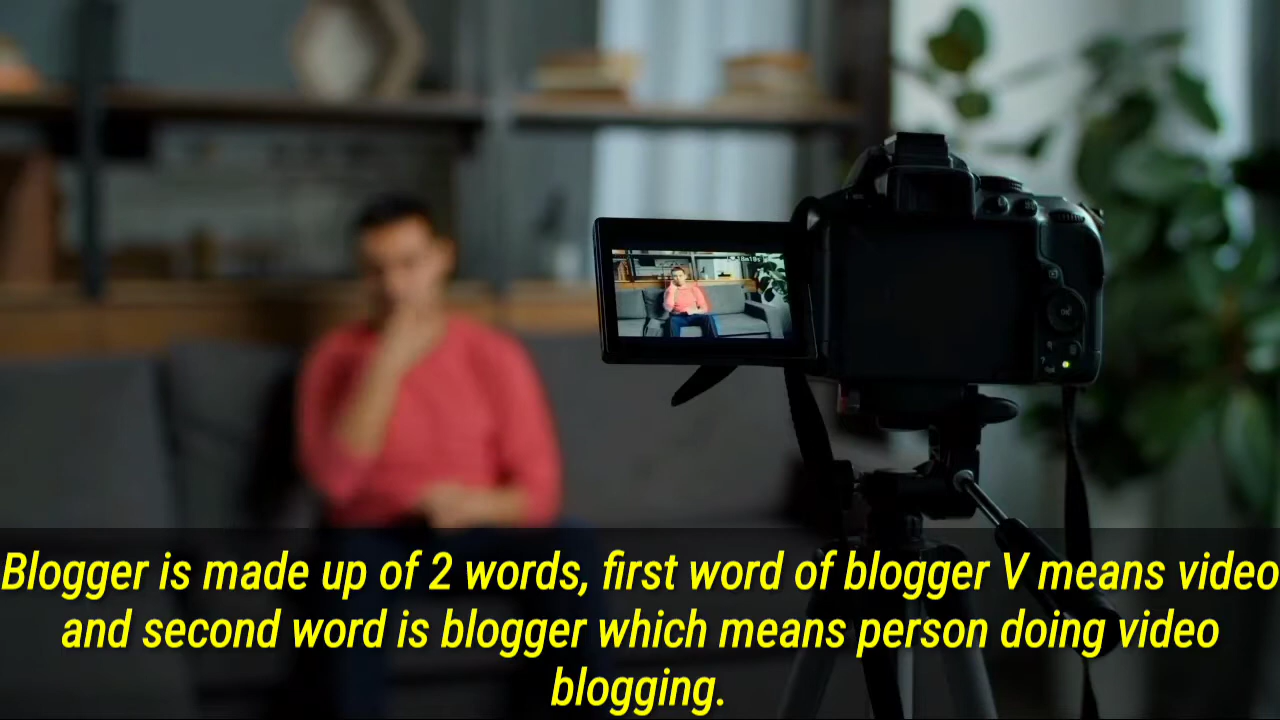 Blogger is made up of 2 words, first word of blogger V means video
and second word is blogger which means person doing video
blogging.